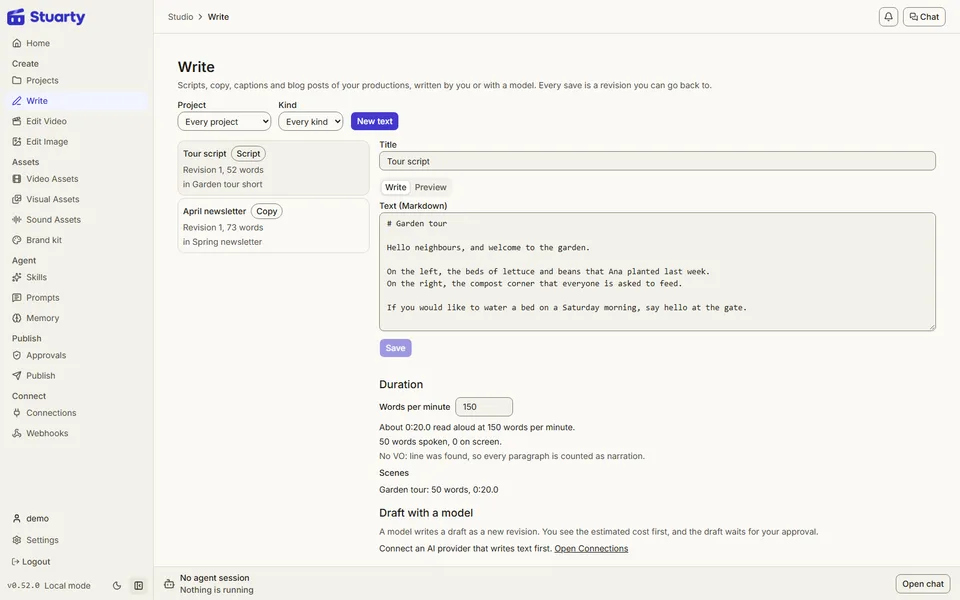 Stuarty
Home
Create
Projects
Write
Edit Video
Edit Image
Assets
Video Assets
Visual Assets
Sound Assets
Brand kit
Agent
Skills
Prompts
Memory
Publish
Approvals
Publish
Connect
Connections
Webhooks
demo
Settings
Logout
v0.52.0 Local mode
Studio > Write
Chat
Write
Scripts, copy, captions and blog posts of your productions, written by you or with a model. Every save is a revision you can go back to.
Project Kind
Every project Every kind New text
Tour script Script
Revision 1, 52 words
in Garden tour short
April newsletter Copy
Revision 1, 73 words
in Spring newsletter
Title
Tour script
Write Preview
Text (Markdown)
# Garden tour
Hello neighbours, and welcome to the garden.
On the left, the beds of lettuce and beans that Ana planted last week.
On the right, the compost corner that everyone is asked to feed.
If you would like to water a bed on a Saturday morning, say hello at the gate.
Save
Duration
Words per minute 150
About 0:20.0 read aloud at 150 words per minute.
50 words spoken, 0 on screen.
No VO: line was found, so every paragraph is counted as narration.
Scenes
Garden tour: 50 words, 0:20.0
Draft with a model
A model writes a draft as a new revision. You see the estimated cost first, and the draft waits for your approval.
Connect an AI provider that writes text first. Open Connections
No agent session
Nothing is running
Open chat